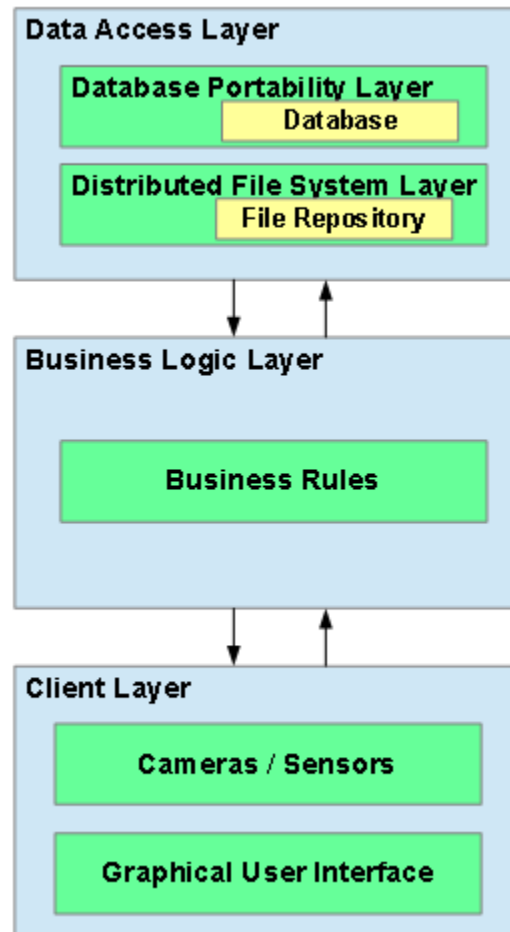 Data Access Layer
Database Portability Layer
Database
Distributed File System Layer
File Repository
Business Logic Layer
Business Rules
Client Layer
Cameras / Sensors
Graphical User Interface